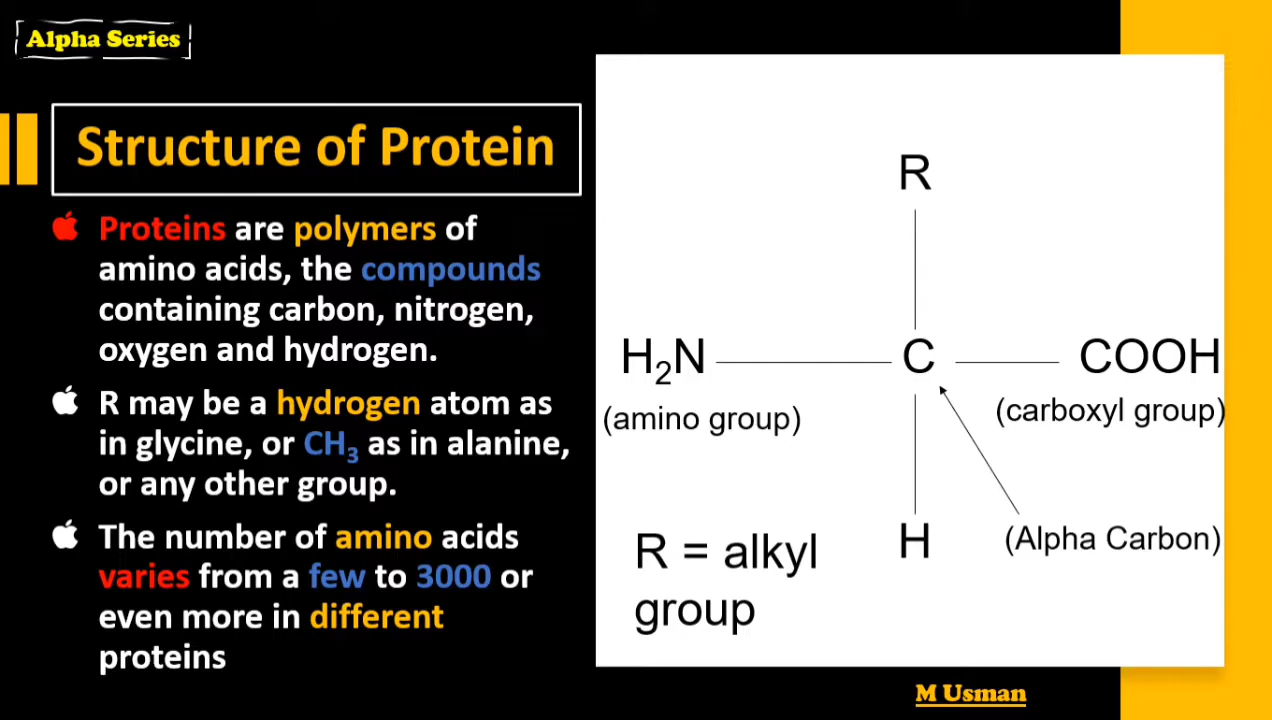 Alpha Series
Structure of Protein
Proteins are polymers of
amino acids, the compounds
containing carbon, nitrogen,
oxygen and hydrogen.
R may be a hydrogen atom as
in glycine, or CH₃ as in alanine,
or any other group.
The number of amino acids
varies from a few to 3000 or
even more in different
proteins
R
H₂N C COOH
(amino group) (carboxyl group)
H (Alpha Carbon)
R = alkyl
group
M Usman